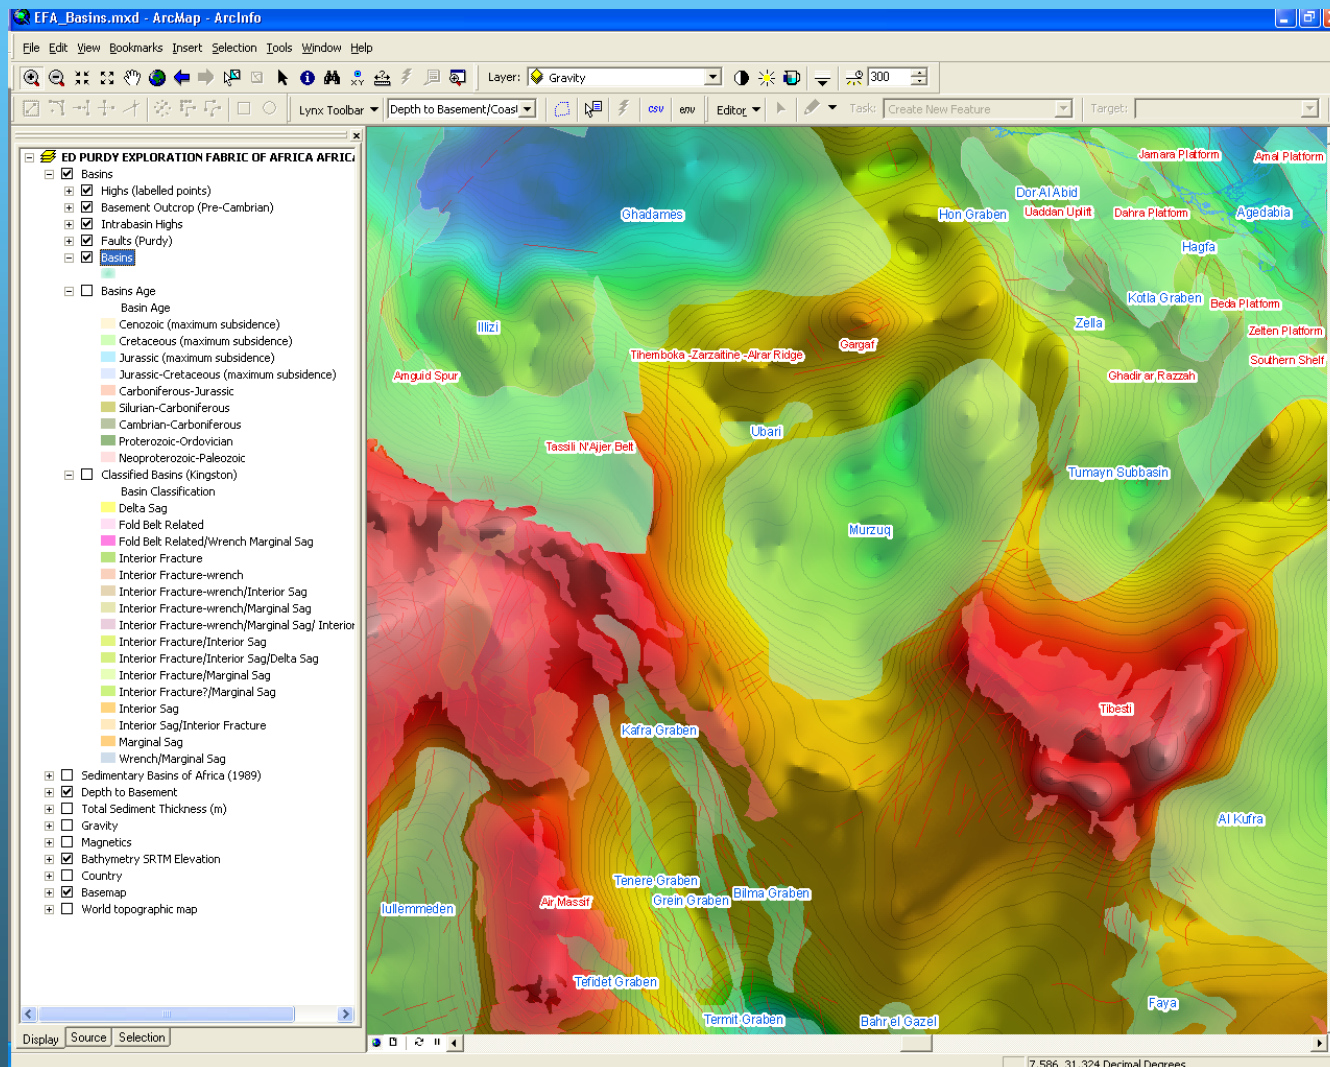 EFA_Basins.mxd - ArcMap - ArcInfo
File Edit View Bookmarks Insert Selection Tools Window Help
Layer: Gravity 300
Lynx Toolbar Depth to Basement/Coasl csv env Editor Task: Create New Feature Target:
ED PURDY EXPLORATION FABRIC OF AFRICA AFRICA
Basins
Highs (labelled points)
Basement Outcrop (Pre-Cambrian)
Intrabasin Highs
Faults (Purdy)
Basins
Basins Age
Basin Age
Cenozoic (maximum subsidence)
Cretaceous (maximum subsidence)
Jurassic (maximum subsidence)
Jurassic-Cretaceous (maximum subsidence)
Carboniferous-Jurassic
Silurian-Carboniferous
Cambrian-Carboniferous
Proterozoic-Ordovician
Neoproterozoic-Paleozoic
Classified Basins (Kingston)
Basin Classification
Delta Sag
Fold Belt Related
Fold Belt Related/Wrench Marginal Sag
Interior Fracture
Interior Fracture-wrench
Interior Fracture-wrench/Interior Sag
Interior Fracture-wrench/Marginal Sag
Interior Fracture-wrench/Marginal Sag/ Interior
Interior Fracture/Interior Sag
Interior Fracture/Interior Sag/Delta Sag
Interior Fracture/Marginal Sag
Interior Fracture?/Marginal Sag
Interior Sag
Interior Sag/Interior Fracture
Marginal Sag
Wrench/Marginal Sag
Sedimentary Basins of Africa (1989)
Depth to Basement
Total Sediment Thickness (m)
Gravity
Magnetics
Bathymetry SRTM Elevation
Country
Basemap
World topographic map
Display Source Selection
Jamara Platform
Amal Platform
Dor Al Abid
Ghadames
Hon Graben
Uaddan Uplift
Dahra Platform
Agedabia
Hagfa
Kotla Graben
Beda Platform
Illizi
Zella
Zelten Platform
Gargaf
Tihemboka -Zarzaitine -Alrar Ridge
Southern Shelf
Amguid Spur
Ghadir ar Razzah
Ubari
Tassili N'Ajjer Belt
Tumayn Subbasin
Murzuq
Tibesti
Kafra Graben
Al Kufra
Tenere Graben
Bilma Graben
Grein Graben
Air Massif
Iullemmeden
Tefidet Graben
Faya
Termit Graben
Bahr el Gazel
7.586 31.324 Decimal Degrees